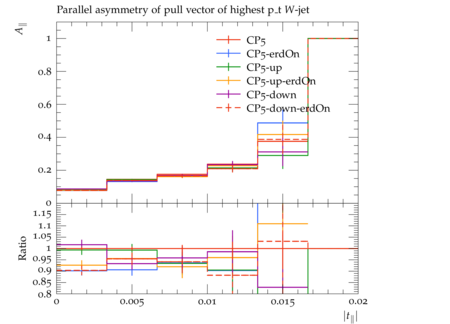 Parallel asymmetry of pull vector of highest p_t W-jet
A∥
1
0.8
0.6
0.4
0.2
0
CP5
CP5-erdOn
CP5-up
CP5-up-erdOn
CP5-down
CP5-down-erdOn
Ratio
1.15
1.1
1.05
1
0.95
0.9
0.85
0.8
0
0.005
0.01
0.015
0.02
|t∥|